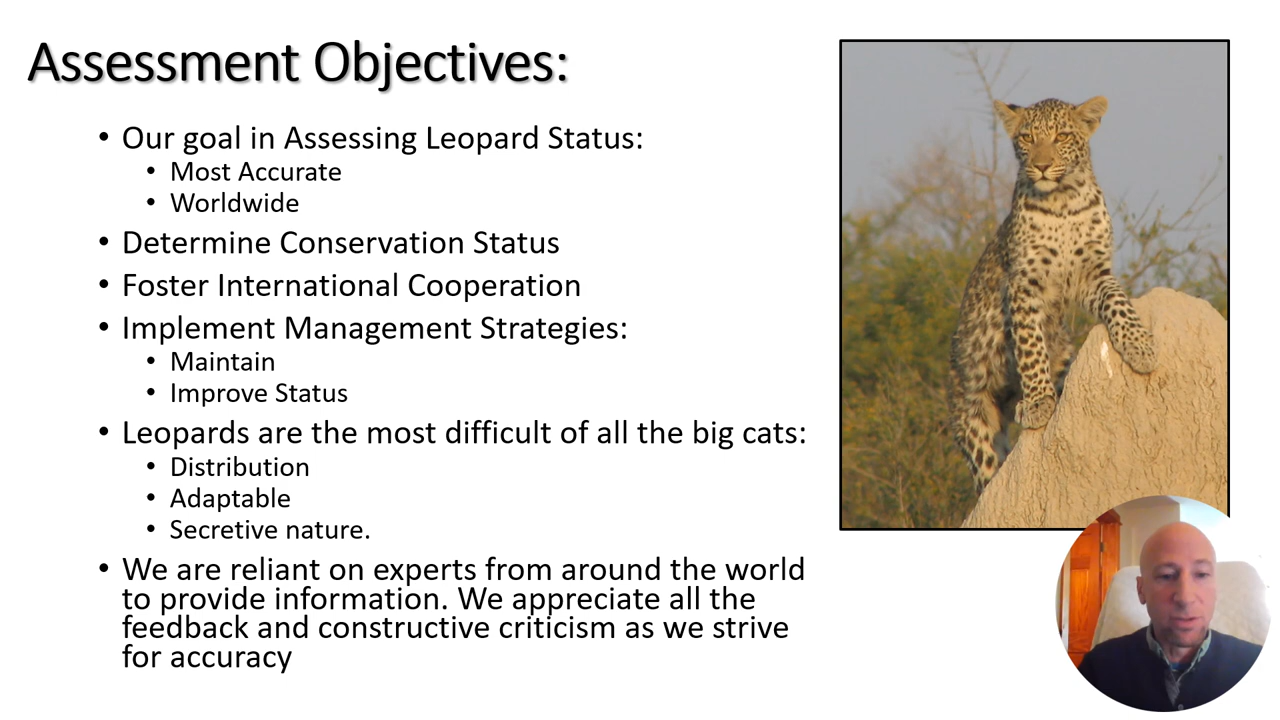 Assessment Objectives:
• Our goal in Assessing Leopard Status:
• Most Accurate
• Worldwide
• Determine Conservation Status
• Foster International Cooperation
• Implement Management Strategies:
• Maintain
• Improve Status
• Leopards are the most difficult of all the big cats:
• Distribution
• Adaptable
• Secretive nature.
• We are reliant on experts from around the world
to provide information. We appreciate all the
feedback and constructive criticism as we strive
for accuracy